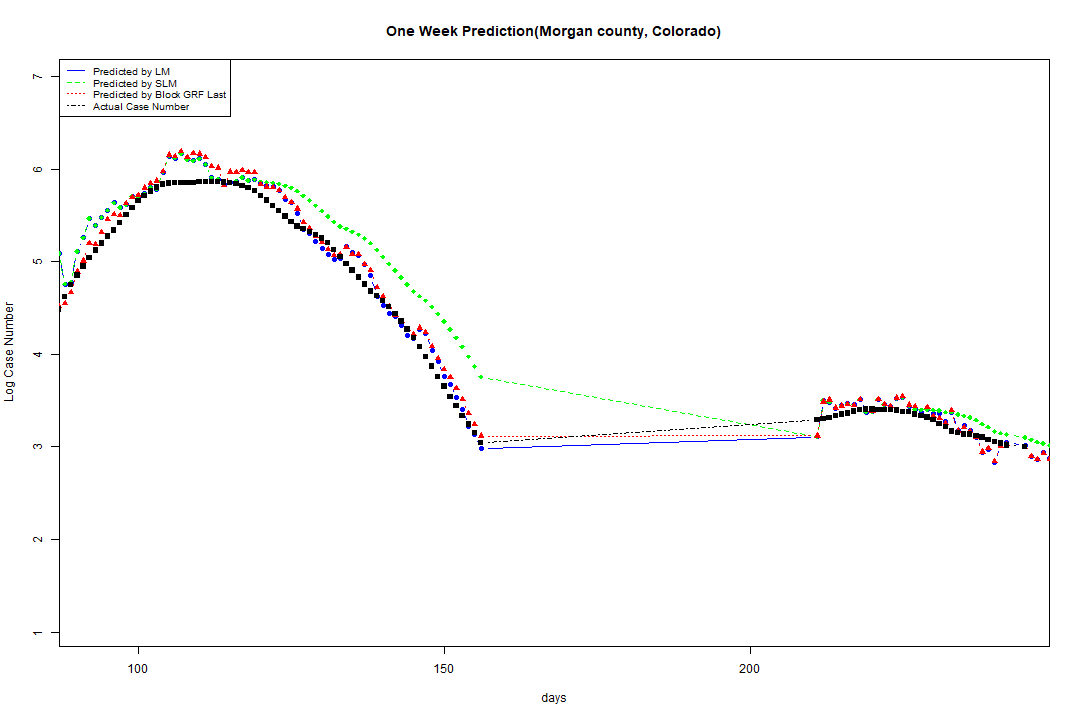 One Week Prediction(Morgan county, Colorado)
Predicted by LM
Predicted by SLM
Predicted by Block GRF Last
Actual Case Number
Log Case Number
7
6
5
4
3
2
1
100 150 200
days